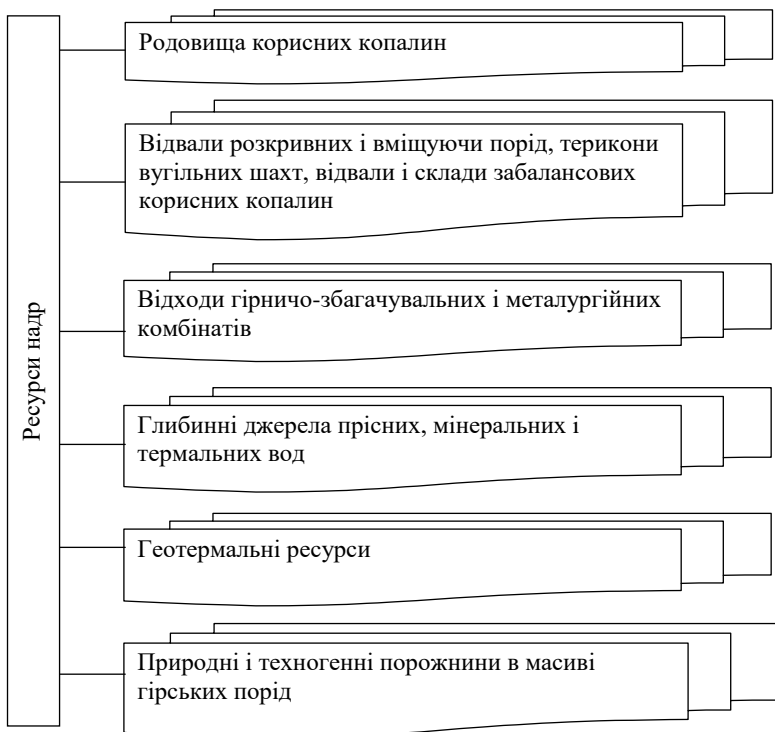 Ресурси надр
Родовища корисних копалин
Відвали розкривних і вміщуючи порід, терикони
вугільних шахт, відвали і склади забалансових
корисних копалин
Відходи гірничо-збагачувальних і металургійних
комбінатів
Глибинні джерела прісних, мінеральних і
термальних вод
Геотермальні ресурси
Природні і техногенні порожнини в масиві
гірських порід